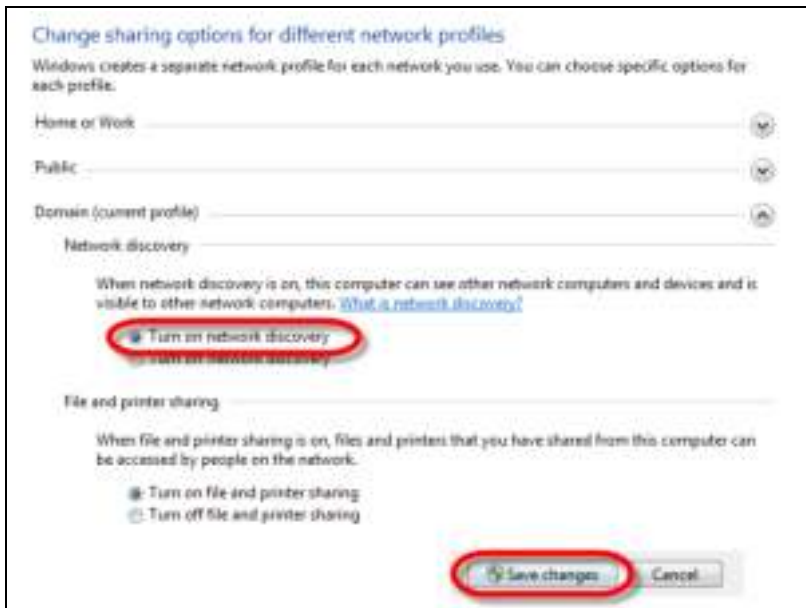 Change sharing options for different network profiles
Windows creates a separate network profile for each network you use. You can choose specific options for
each profile.
Home or Work
Public
Domain (current profile)
Network discovery
When network discovery is on, this computer can see other network computers and devices and is
visible to other network computers. What is network discovery?
Turn on network discovery
network discovery
File and printer sharing
When file and printer sharing is on, files and printers that you have shared from this computer can
be accessed by people on the network.
Turn on file and printer sharing
Turn off file and printer sharing
Save changes
Cancel